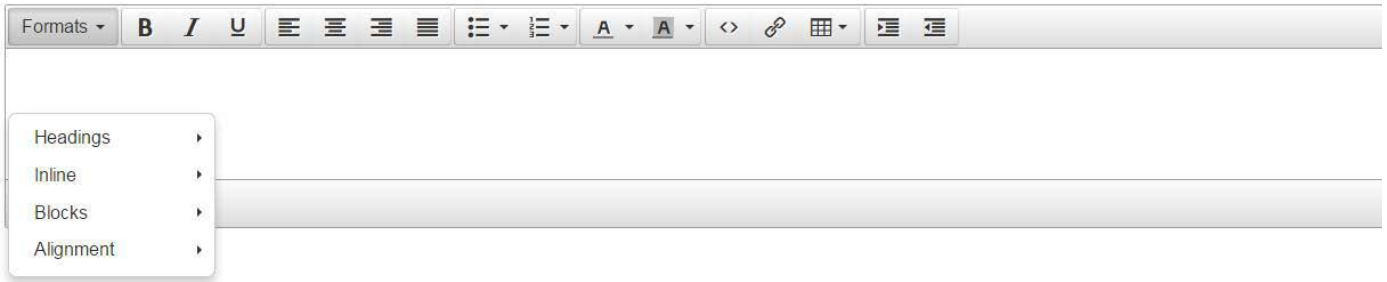 Formats B I U A A
Headings
Inline
Blocks
Alignment